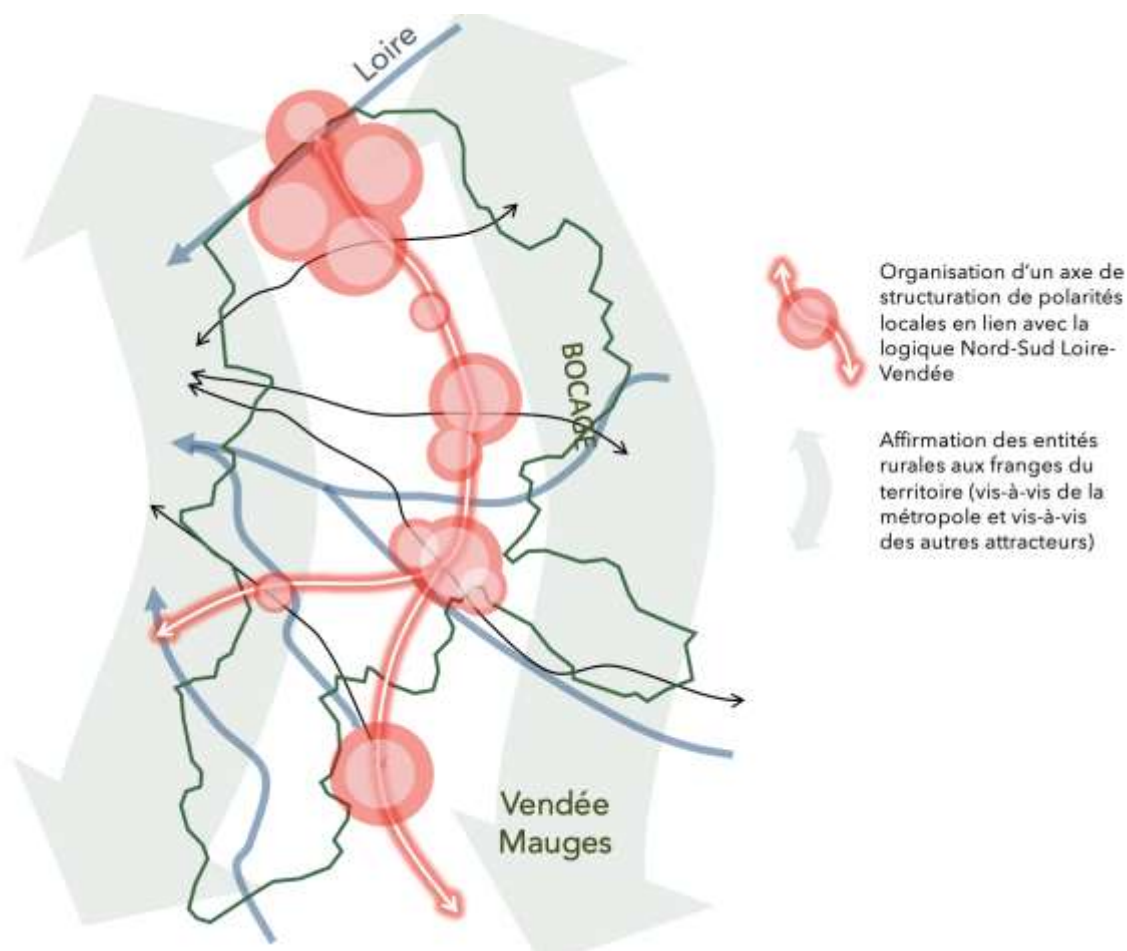 Loire
BOCAGE
Vendée
Mauges
Organisation d’un axe de
structuration de polarités
locales en lien avec la
logique Nord-Sud Loire-
Vendée
Affirmation des entités
rurales aux franges du
territoire (vis-à-vis de la
métropole et vis-à-vis
des autres attracteurs)